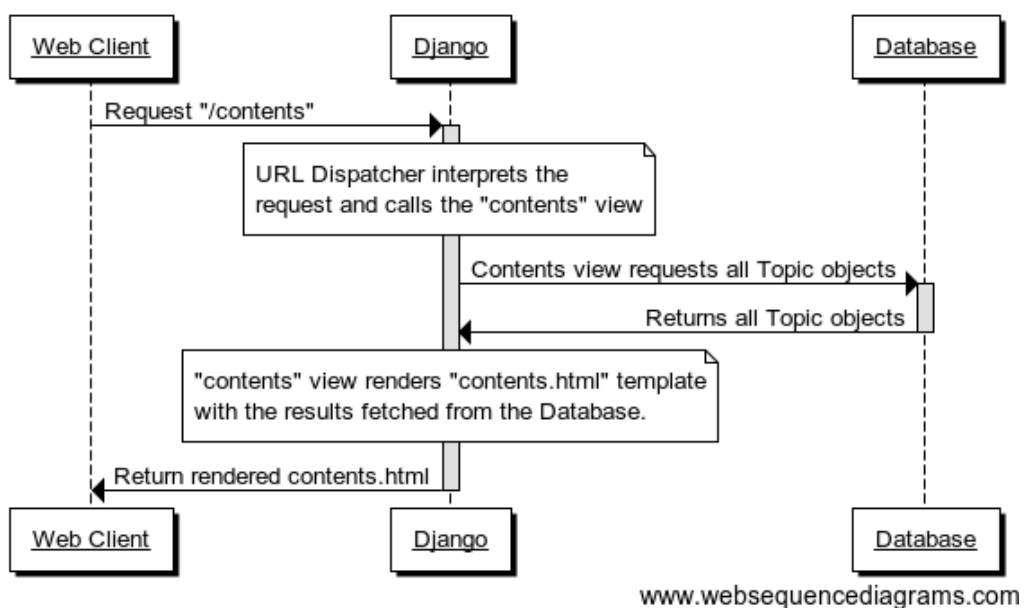 Web Client
Django
Database
Request "/contents"
URL Dispatcher interprets the
request and calls the "contents" view
Contents view requests all Topic objects
Returns all Topic objects
"contents" view renders "contents.html" template
with the results fetched from the Database.
Return rendered contents.html
Web Client
Django
Database
www.websequencediagrams.com